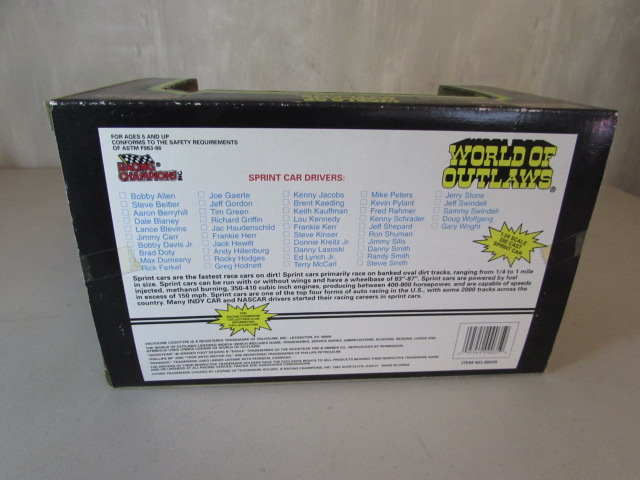 WORLD OF
FOR AGES 5 AND UP
CONFORMS TO THE SAFETY REQUIREMENTS
OF ASTM F963-86
RACING
CHAMPIONS INC
SPRINT CAR DRIVERS:
WORLD OF
OUTLAWS®
Bobby Allen
Steve Beitler
Aaron Berryhill
Dale Blaney
Lance Blevins
Jimmy Carr
Bobby Davis Jr.
Brad Doty
Max Dumesny
Rick Ferkel
Joe Gaerte
Jeff Gordon
Tim Green
Richard Griffin
Jac Haudenschild
Frankie Herr
Jack Hewitt
Andy Hillenburg
Rocky Hodges
Greg Hodnett
Kenny Jacobs
Brent Kaeding
Keith Kauffman
Lou Kennedy
Frankie Kerr
Steve Kinser
Donnie Kreitz Jr.
Danny Lasoski
Ed Lynch Jr.
Terry McCarl
Mike Peters
Kevin Pylant
Fred Rahmer
Kenny Schrader
Jeff Shepard
Ron Shuman
Jimmy Sills
Danny Smith
Randy Smith
Stevie Smith
Jerry Stone
Jeff Swindell
Sammy Swindell
Doug Wolfgang
Gary Wright
1:24 SCALE
DIE CAST
SPRINT CAR
Sprint cars are the fastest race cars on dirt! Sprint cars primarily race on banked oval dirt tracks, ranging from 1/4 to 1 mile
in size. Sprint cars can be run with or without wings and have a wheelbase of 83"-87". Sprint cars are powered by fuel
injected, methanol burning, 350-410 cubic inch engines, producing between 400-800 horsepower, and are capable of speeds
in excess of 150 mph. Sprint cars are one of the top four forms of auto racing in the U.S., with some 2000 tracks across the
country. Many INDY CAR and NASCAR drivers started their racing careers in sprint cars.